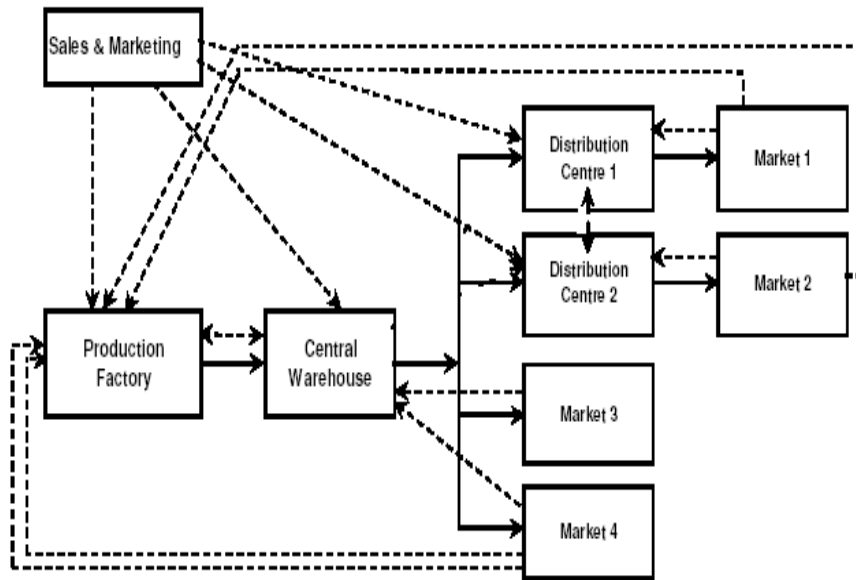 Sales & Marketing
Distribution
Centre 1
Market 1
Distribution
Centre 2
Market 2
Production
Factory
Central
Warehouse
Market 3
Market 4